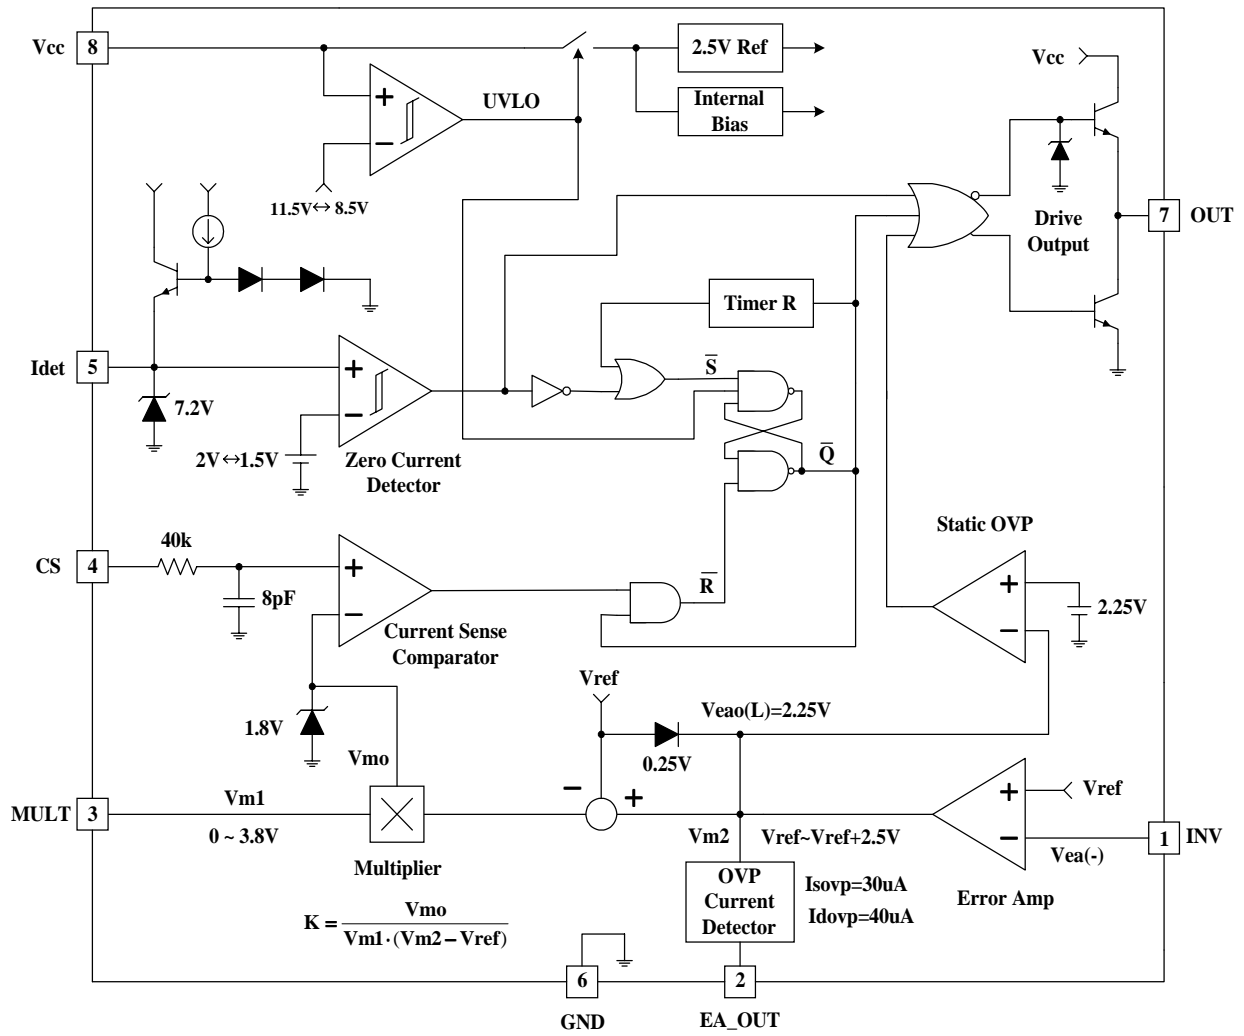 Vcc
8
2.5V Ref
Vcc
+
UVLO
Internal
Bias
−
11.5V↔8.5V
Drive
Output
7
OUT
Timer R
Idet
5
+
S̅
7.2V
−
2V↔1.5V
Zero Current
Detector
Q̅
Static OVP
CS
4
40k
+
8pF
R̅
+
2.25V
−
Current Sense
Comparator
−
Vref
1.8V
Veao(L)=2.25V
Vmo
0.25V
MULT
3
Vm1
0 ~ 3.8V
−
+
Vm2
Vref~Vref+2.5V
+
Vref
−
Vea(-)
1
INV
Multiplier
OVP
Current
Detector
Isovp=30uA
Idovp=40uA
Error Amp
K = Vmo / Vm1·(Vm2−Vref)
6
2
GND
EA_OUT